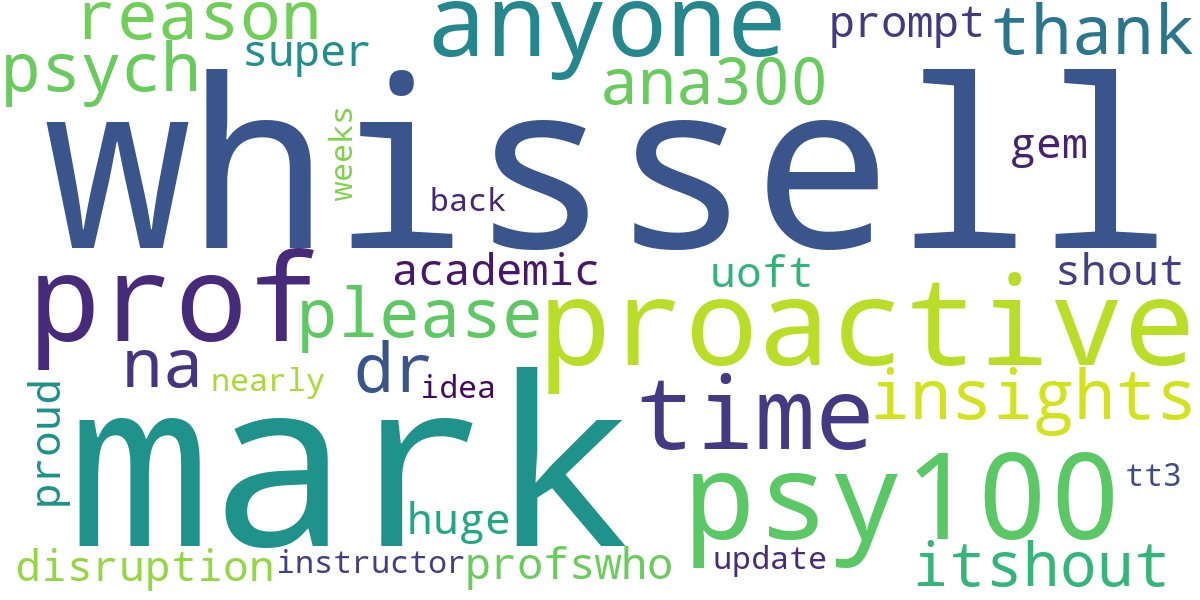 reason
anyone
prompt
thank
psych
super
ana300
whissell
weeks
gem
back
prof
academic
uoft
shout
please
proactive
na
nearly
dr
idea
time
insights
proud
mark
psy100
tt3
huge
disruption
instructor
profswho
update
itshout